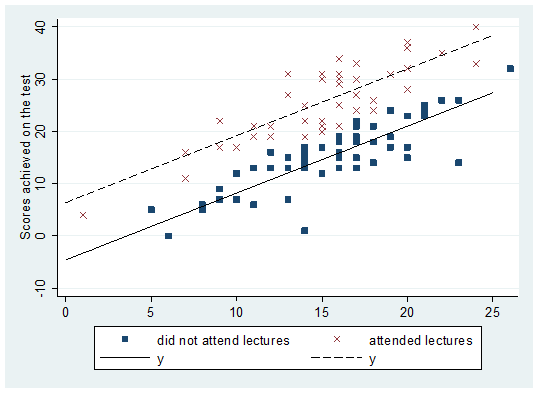 Scores achieved on the test
40
30
20
10
0
-10
0 5 10 15 20 25
did not attend lectures attended lectures
y y